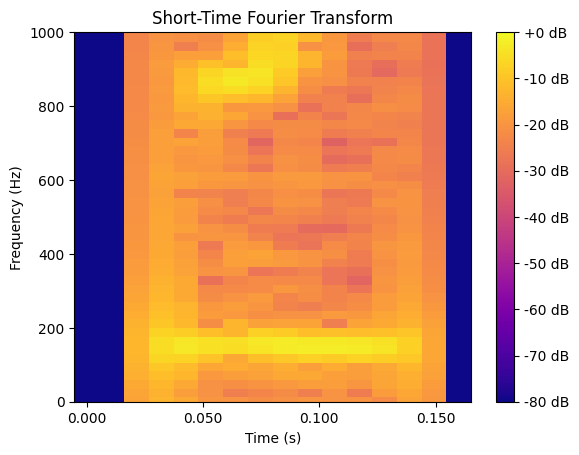 Short-Time Fourier Transform
1000
800
600
400
200
0
Frequency (Hz)
0.000
0.050
0.100
0.150
Time (s)
+0 dB
-10 dB
-20 dB
-30 dB
-40 dB
-50 dB
-60 dB
-70 dB
-80 dB